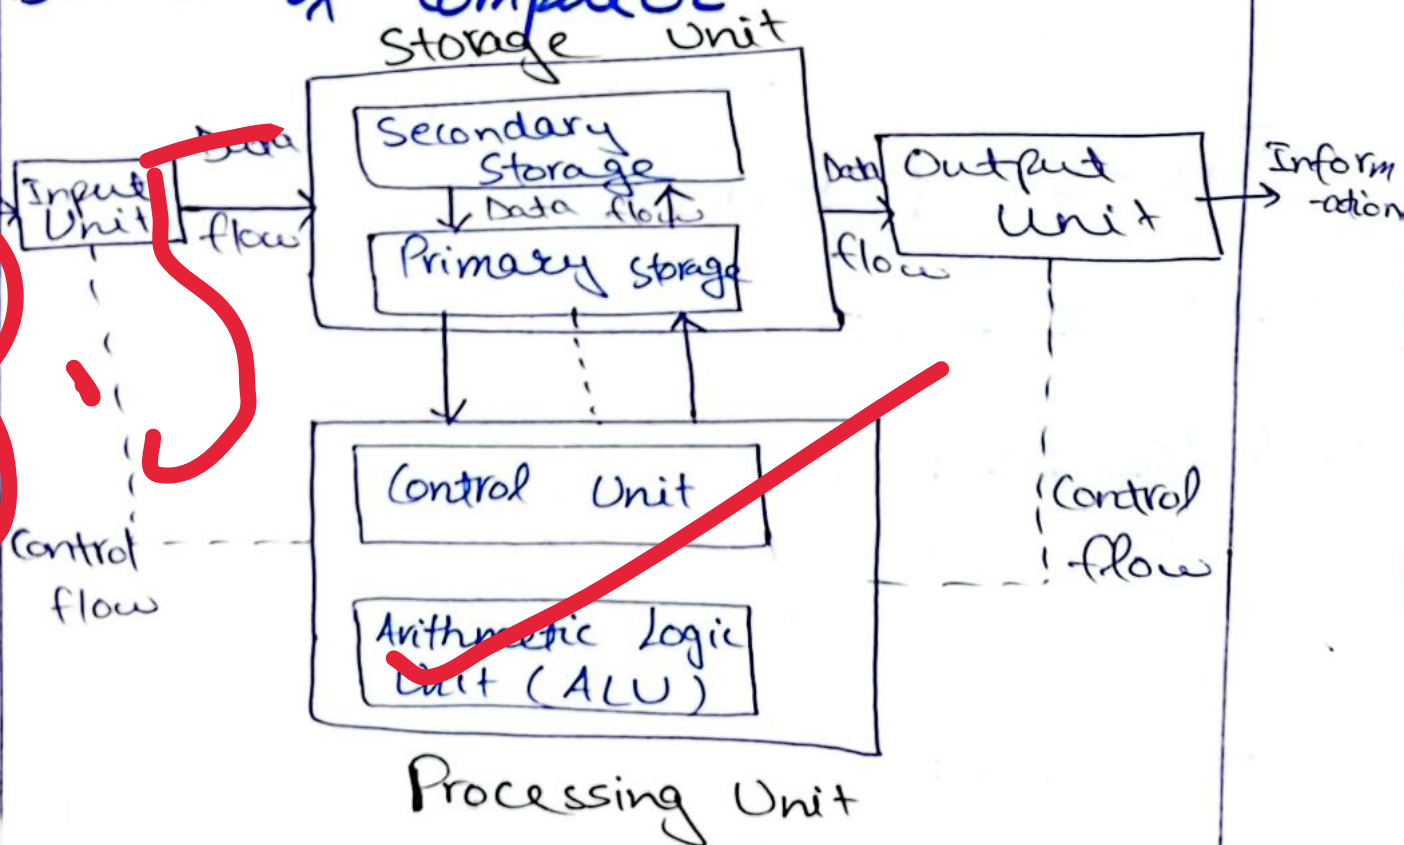 Computer
Storage Unit
Secondary
Storage
Data flow
Primary storage
Input
Unit
Data
flow
Data
flow
Output
Unit
Inform
-ation
Control Unit
Arithmetic Logic
Unit (ALU)
Control
flow
Control
flow
Processing Unit